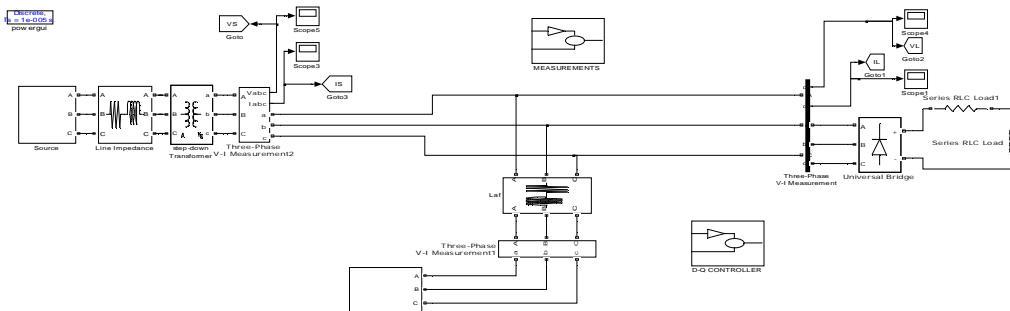 Discrete,
Ts = 1e-005 s
powergui
VS
Goto
Scope5
Scope3
IS
Goto3
MEASUREMENTS
Scope4
VL
Goto2
IL
Goto1
Scope1
A A A A a A Vabc
Iabc
B B B B b B a
C C C C c C b
c
Source
Line Impedance
step-down
Transformer
Three-Phase
V-I Measurement2
A
B
C
+
-
Three-Phase
V-I Measurement
Universal Bridge
Series RLC Load1
Series RLC Load
A B C
Laf
A B C
Three-Phase
V-I Measurement1
A B C
a b c
D-Q CONTROLLER
A
B
C